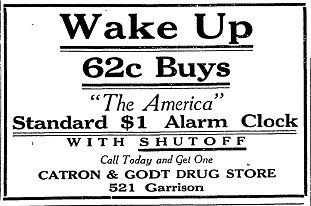 Wake Up
62c Buys
"The America"
Standard $1 Alarm Clock
WITH SHUTOFF
Call Today and Get One
CATRON & GODT DRUG STORE
521 Garrison